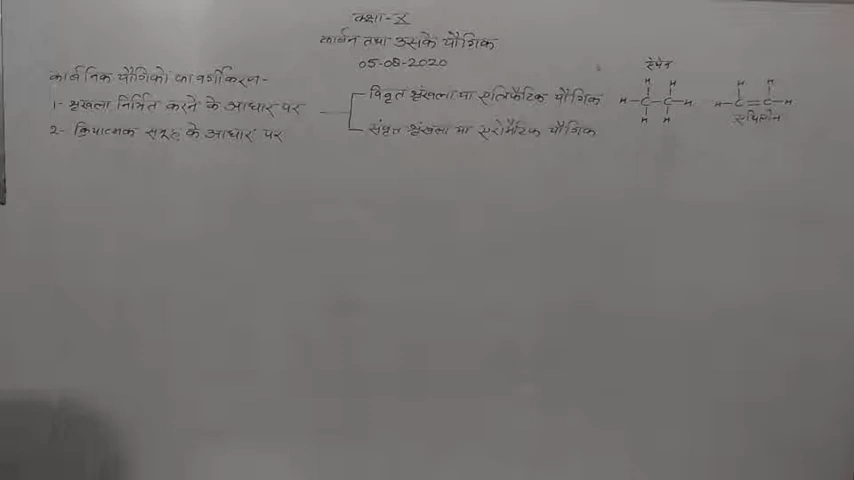 कक्षा-X
कार्बन तथा उसके यौगिक
05-08-2020
कार्बनिक यौगिकों का वर्गीकरण-
1- श्रृंखला निर्मित करने के आधार पर
विवृत श्रृंखला या एलिफैटिक यौगिक
संवृत श्रृंखला या एरोमैटिक यौगिक
2- क्रियात्मक समूह के आधार पर
एथेन
H H
H-C-C-H
H H
H H
H-C=C-H
एथिलीन